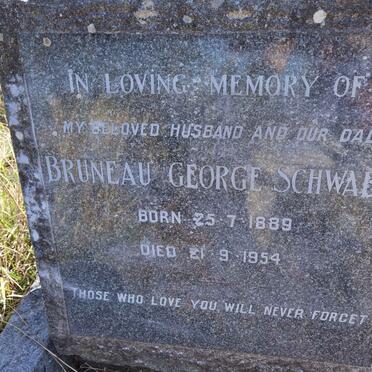 IN LOVING MEMORY OF
MY BELOVED HUSBAND AND OUR DAD
BRUNEAU GEORGE
BORN 25·7·1889
DIED 21·9·1954
THOSE WHO LOVE YOU WILL NEVER FORGET